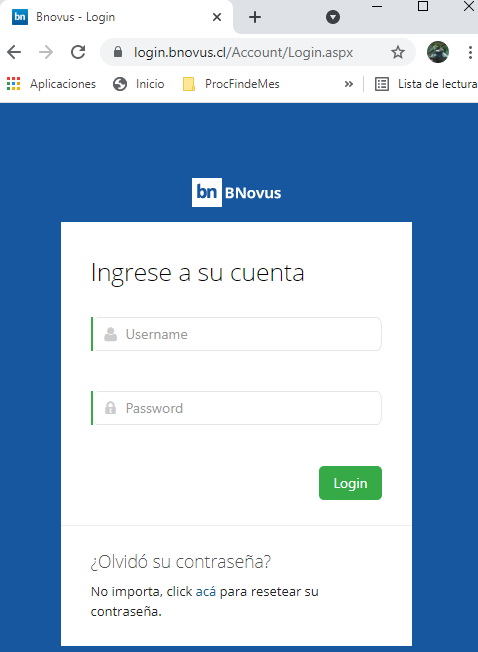 bn Bnovus - Login
login.bnovus.cl/Account/Login.aspx
Aplicaciones Inicio ProcFindeMes » Lista de lectura
bn BNovus
Ingrese a su cuenta
Username
Password
Login
¿Olvidó su contraseña?
No importa, click acá para resetear su
contraseña.